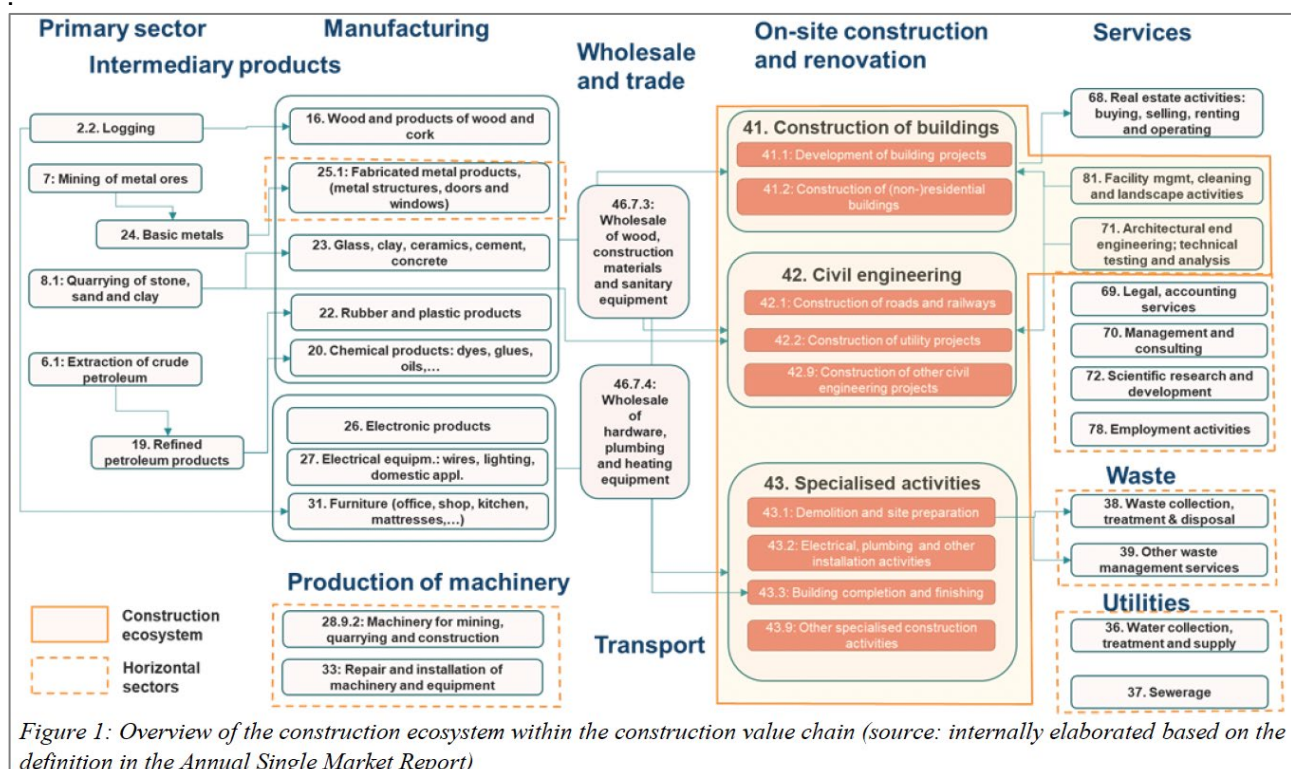 :
Primary sector
Intermediary products
2.2. Logging
7: Mining of metal ores
24. Basic metals
8.1: Quarrying of stone,
sand and clay
6.1: Extraction of crude
petroleum
19. Refined
petroleum products
Manufacturing
16. Wood and products of wood and
cork
25.1: Fabricated metal products,
(metal structures, doors and
windows)
23. Glass, clay, ceramics, cement,
concrete
22. Rubber and plastic products
20. Chemical products: dyes, glues,
oils,...
26. Electronic products
27. Electrical equipm.: wires, lighting,
domestic appl.
31. Furniture (office, shop, kitchen,
mattresses,...)
Production of machinery
28.9.2: Machinery for mining,
quarrying and construction
33: Repair and installation of
machinery and equipment
Wholesale
and trade
46.7.3:
Wholesale
of wood,
construction
materials
and sanitary
equipment
46.7.4:
Wholesale
of
hardware,
plumbing
and heating
equipment
Transport
On-site construction
and renovation
41. Construction of buildings
41.1: Development of building projects
41.2: Construction of (non-)residential
buildings
42. Civil engineering
42.1: Construction of roads and railways
42.2: Construction of utility projects
42.9: Construction of other civil
engineering projects
43. Specialised activities
43.1: Demolition and site preparation
43.2: Electrical, plumbing and other
installation activities
43.3: Building completion and finishing
43.9: Other specialised construction
activities
Services
68. Real estate activities:
buying, selling, renting
and operating
81. Facility mgmt, cleaning
and landscape activities
71. Architectural end
engineering; technical
testing and analysis
69. Legal, accounting
services
70. Management and
consulting
72. Scientific research and
development
78. Employment activities
Waste
38. Waste collection,
treatment & disposal
39. Other waste
management services
Utilities
36. Water collection,
treatment and supply
37. Sewerage
Construction
ecosystem
Horizontal
sectors
Figure 1: Overview of the construction ecosystem within the construction value chain (source: internally elaborated based on the
definition in the Annual Single Market Report)